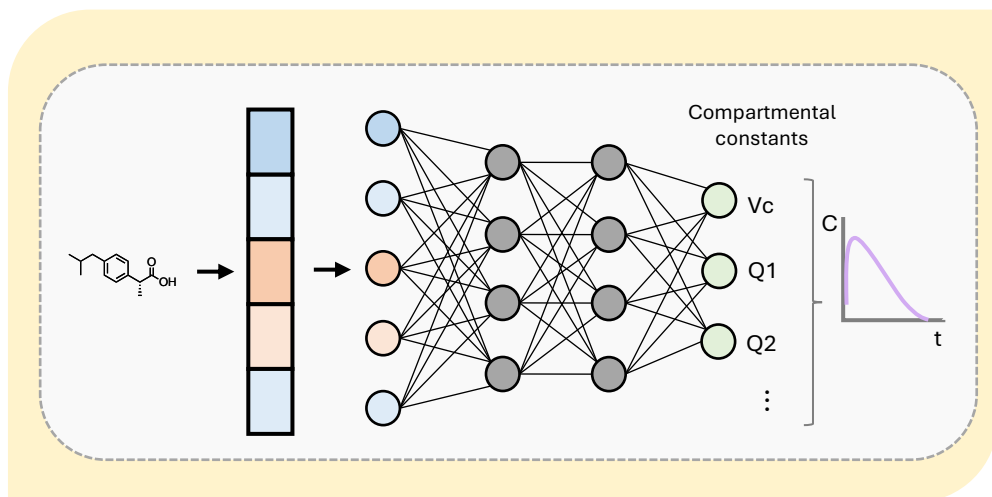 Compartmental
constants
Vc
Q1
Q2
⋮
C
t
O
OH